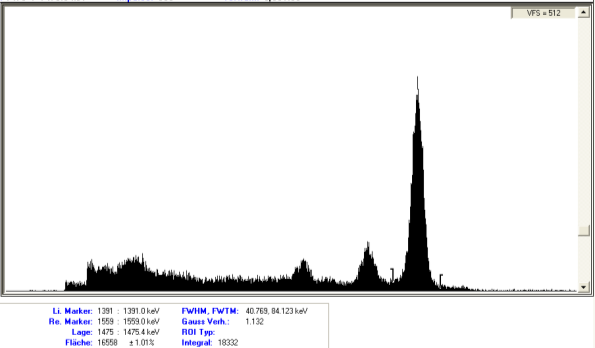 VFS = 512
Li. Marker: 1391 : 1391.0 keV FWHM, FWTM: 40.769, 84.123 keV
Re. Marker: 1559 : 1559.0 keV Gauss Verh.: 1.132
Lage: 1475 : 1475.4 keV ROI Typ:
Fläche: 16558 ± 1.01% Integral: 18332